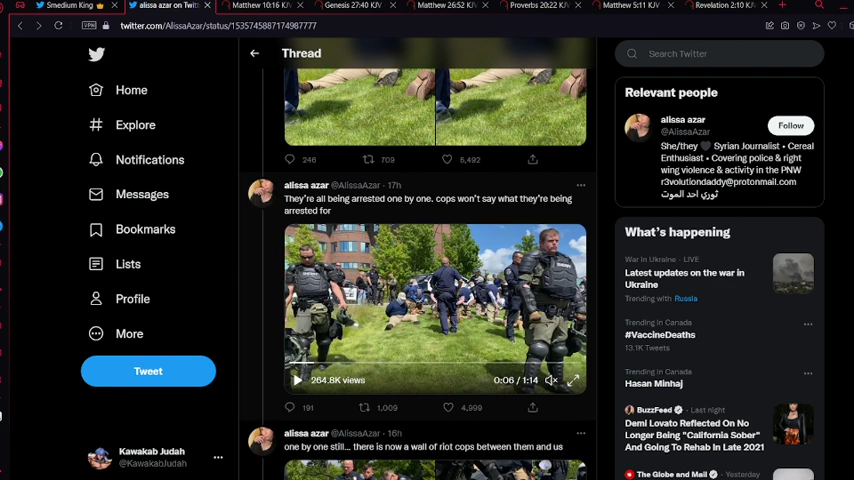 Smedium King
alissa azar on Twi
Matthew 10:16 KJV
Genesis 27:40 KJV
Matthew 26:52 KJV
Proverbs 20:22 KJV
Matthew 5:11 KJV
Revelation 2:10 KJV
VPN
twitter.com/AlissaAzar/status/1535745887174987777
Home
Explore
Notifications
Messages
Bookmarks
Lists
Profile
More
Tweet
Kawakab Judah
@KawakabJudah
Thread
246
709
5,492
alissa azar @AlissaAzar · 17h
They're all being arrested one by one. cops won't say what they're being
arrested for
SHERIFF
264.8K views
0:06 / 1:14
191
1,009
4,999
alissa azar @AlissaAzar · 16h
one by one still... there is now a wall of riot cops between them and us
Search Twitter
Relevant people
alissa azar
@AlissaAzar
Follow
She/they 🖤 Syrian Journalist • Cereal
Enthusiast • Covering police & right
wing violence & activity in the PNW
r3volutiondaddy@protonmail.com
ثوري احد الموت
What's happening
War in Ukraine · LIVE
Latest updates on the war in
Ukraine
Trending with Russia
Trending in Canada
#VaccineDeaths
13.1K Tweets
Trending in Canada
Hasan Minhaj
BuzzFeed · Last night
Demi Lovato Reflected On No
Longer Being "California Sober"
And Going To Rehab In Late 2021
The Globe and Mail · Yesterday